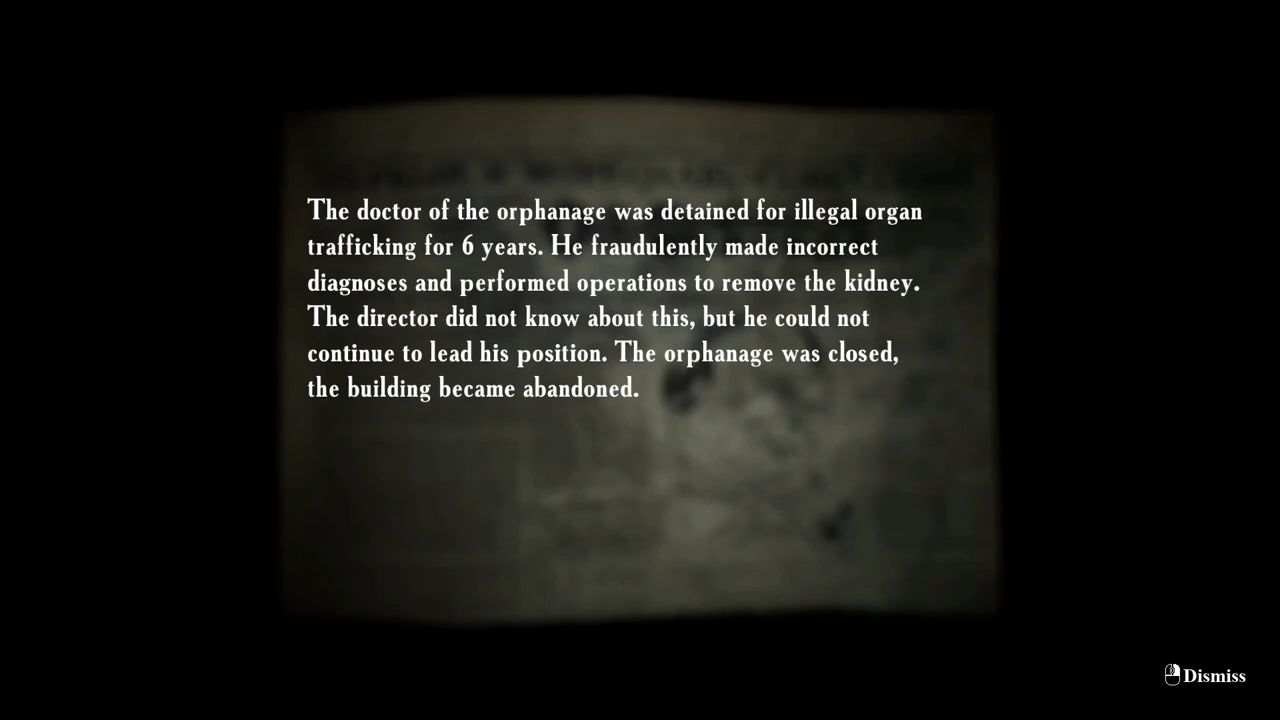 The doctor of the orphanage was detained for illegal organ
trafficking for 6 years. He fraudulently made incorrect
diagnoses and performed operations to remove the kidney.
The director did not know about this, but he could not
continue to lead his position. The orphanage was closed,
the building became abandoned.
Dismiss